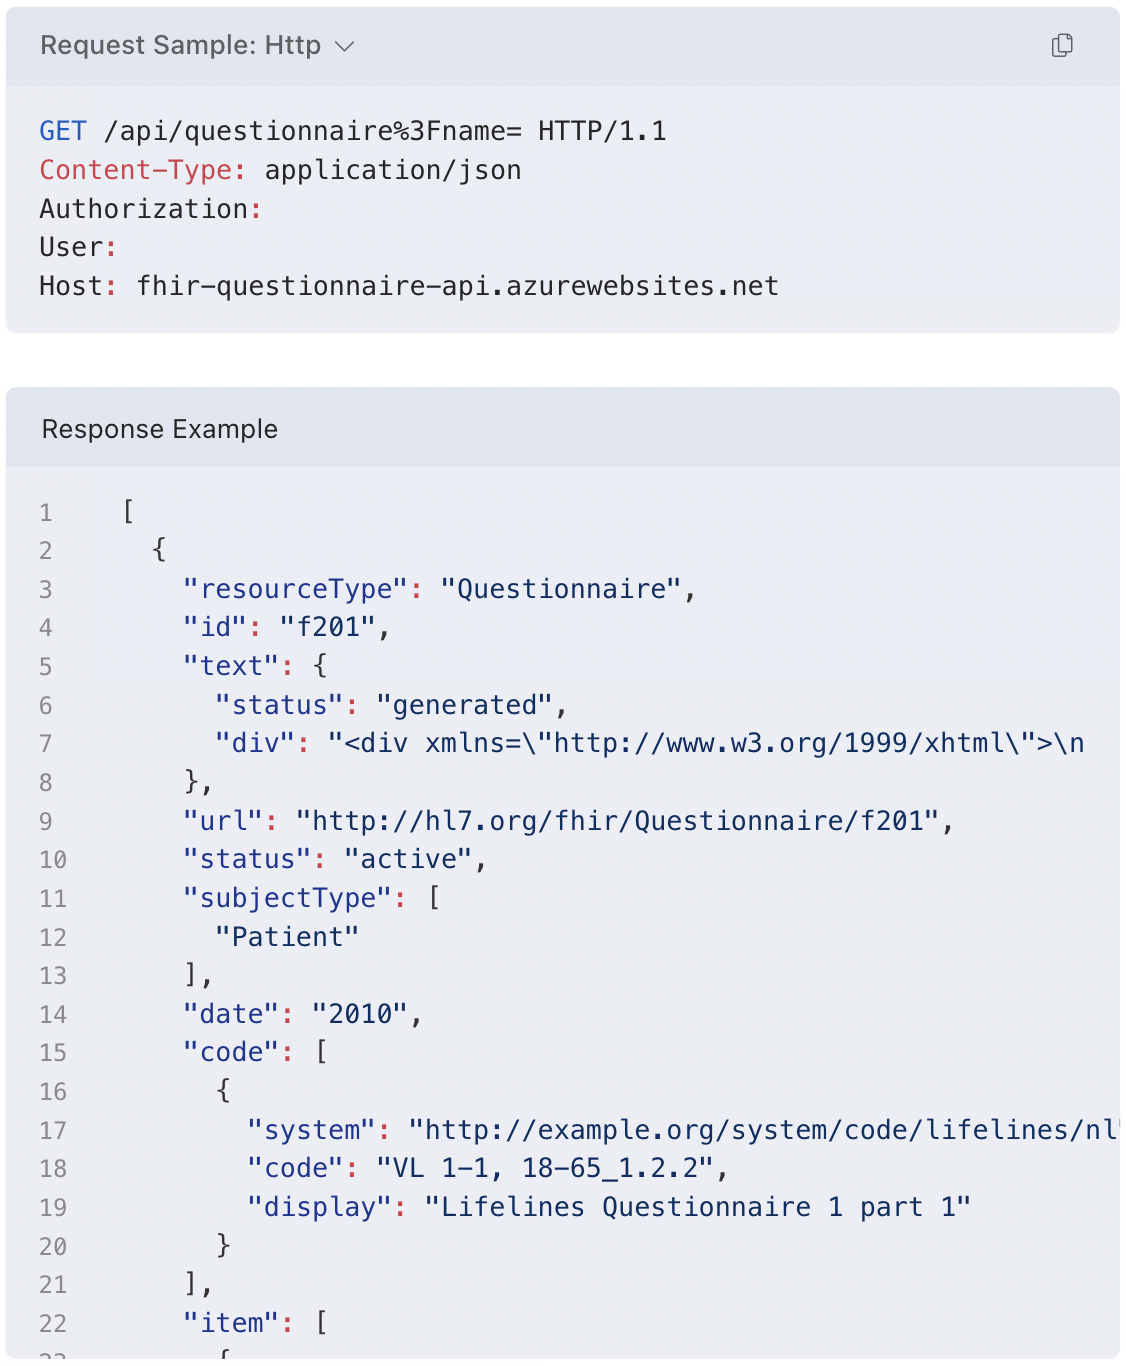 Request Sample: Http
GET /api/questionnaire%3Fname= HTTP/1.1
Content-Type: application/json
Authorization:
User:
Host: fhir-questionnaire-api.azurewebsites.net
Response Example
1 [
2 {
3 "resourceType": "Questionnaire",
4 "id": "f201",
5 "text": {
6 "status": "generated",
7 "div": "<div xmlns=\"http://www.w3.org/1999/xhtml\">\n
8 },
9 "url": "http://hl7.org/fhir/Questionnaire/f201",
10 "status": "active",
11 "subjectType": [
12 "Patient"
13 ],
14 "date": "2010",
15 "code": [
16 {
17 "system": "http://example.org/system/code/lifelines/nl"
18 "code": "VL 1-1, 18-65_1.2.2",
19 "display": "Lifelines Questionnaire 1 part 1"
20 }
21 ],
22 "item": [
23 {